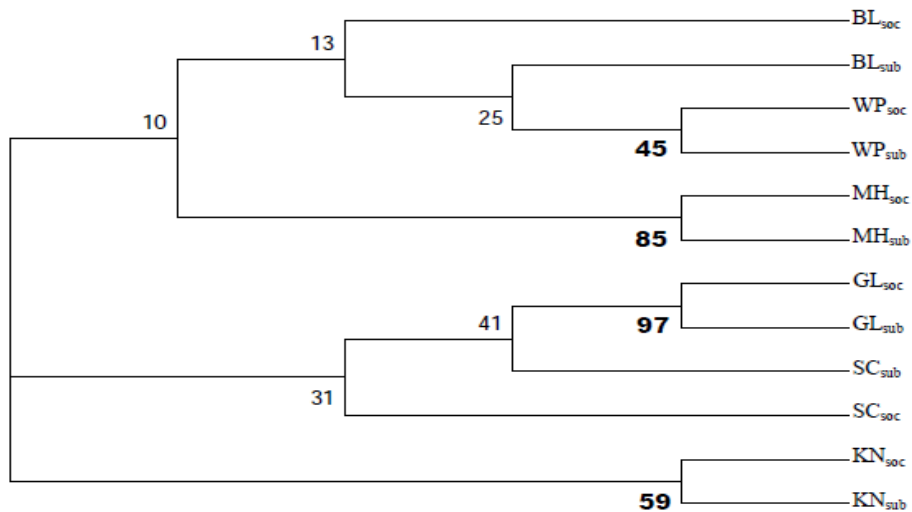 BLsoc
13
BLsub
WPsoc
10
25
45
WPsub
MHsoc
85
MHsub
GLsoc
41
97
GLsub
SCsub
31
SCsoc
KNsoc
59
KNsub